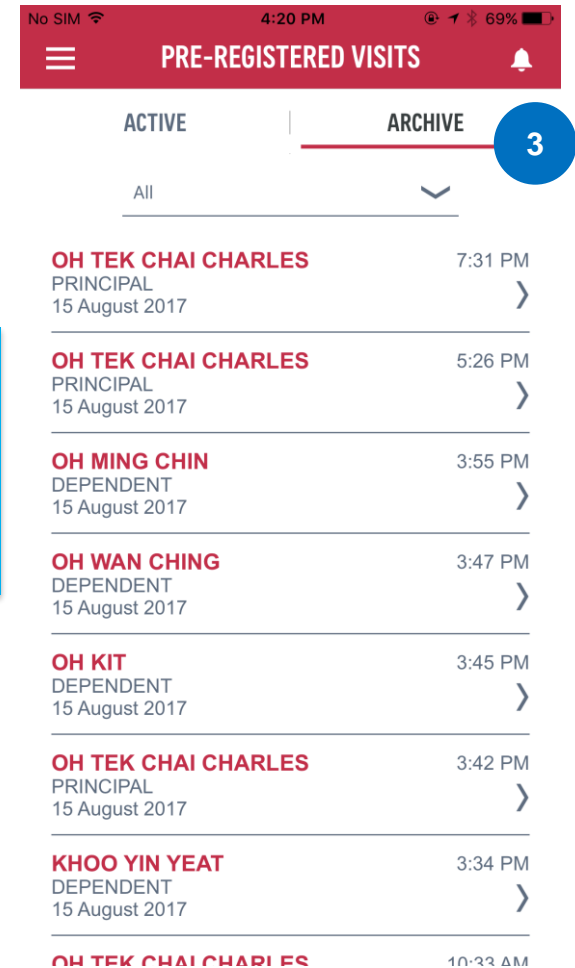 No SIM 4:20 PM 69%
PRE-REGISTERED VISITS
ACTIVE ARCHIVE
3
All
OH TEK CHAI CHARLES 7:31 PM
PRINCIPAL
15 August 2017
OH TEK CHAI CHARLES 5:26 PM
PRINCIPAL
15 August 2017
OH MING CHIN 3:55 PM
DEPENDENT
15 August 2017
OH WAN CHING 3:47 PM
DEPENDENT
15 August 2017
OH KIT 3:45 PM
DEPENDENT
15 August 2017
OH TEK CHAI CHARLES 3:42 PM
PRINCIPAL
15 August 2017
KHOO YIN YEAT 3:34 PM
DEPENDENT
15 August 2017
OH TEK CHAI CHARLES 10:33 AM